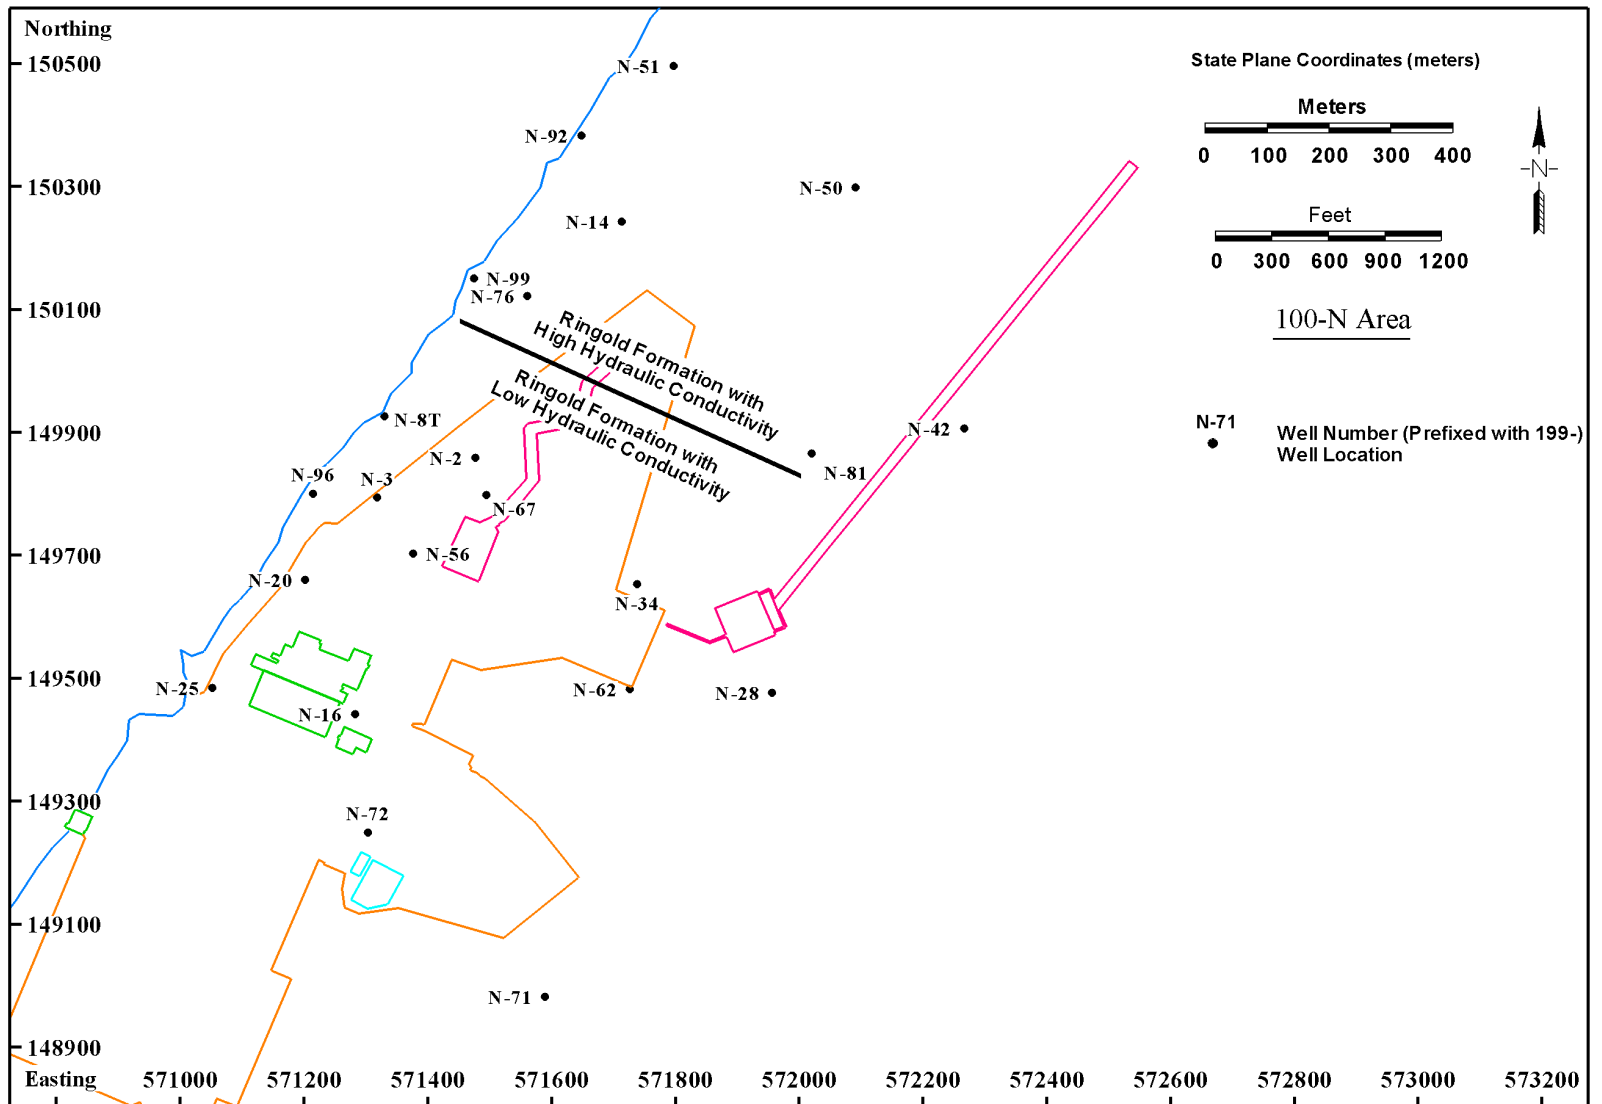 Northing
150500
N-51
State Plane Coordinates (meters)
Meters
0 100 200 300 400
N-92
N
150300
N-50
N-14
Feet
0 300 600 900 1200
N-99
N-76
150100
100-N Area
Ringold Formation with
High Hydraulic Conductivity
Ringold Formation with
Low Hydraulic Conductivity
N-8T
149900
N-42
N-71
Well Number (Prefixed with 199-)
Well Location
N-2
N-81
N-96
N-3
N-67
149700
N-56
N-20
N-34
149500
N-25
N-62
N-28
N-16
149300
N-72
149100
N-71
148900
Easting
571000 571200 571400 571600 571800 572000 572200 572400 572600 572800 573000 573200